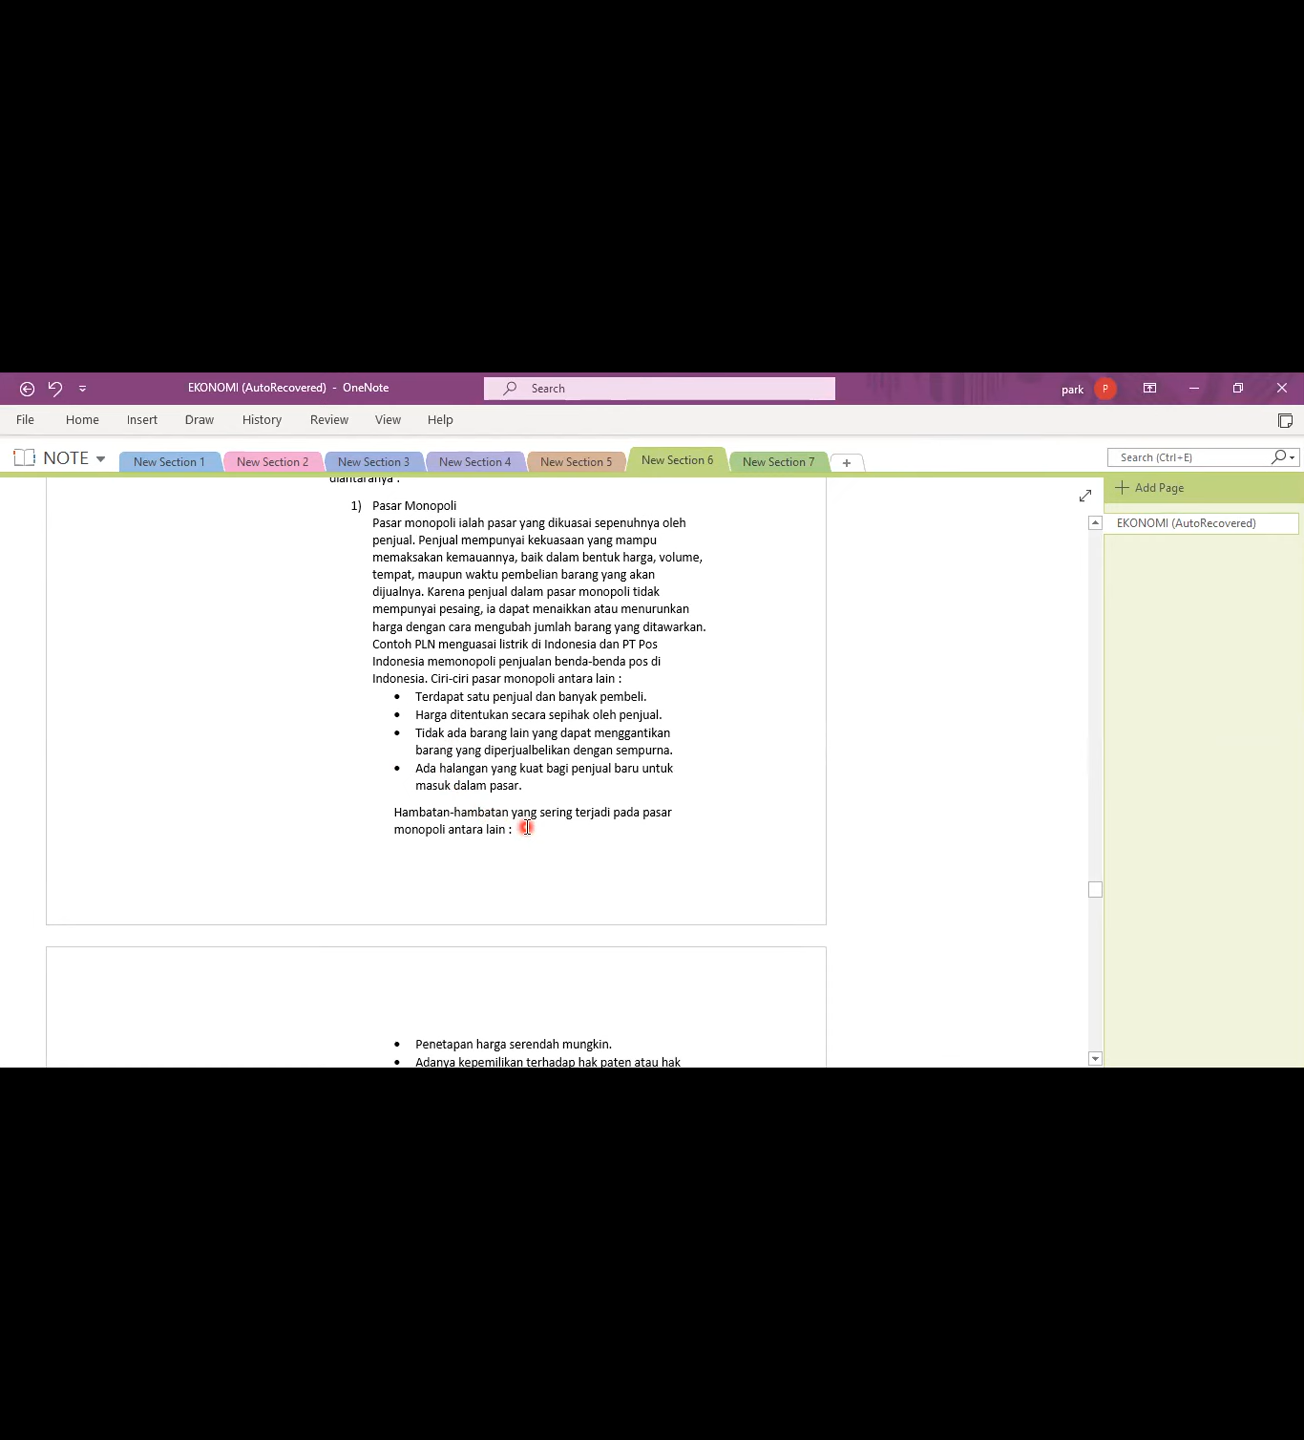 EKONOMI (AutoRecovered) - OneNote
Search
park
P
File Home Insert Draw History Review View Help
NOTE
New Section 1
New Section 2
New Section 3
New Section 4
New Section 5
New Section 6
New Section 7
+
Search (Ctrl+E)
Add Page
EKONOMI (AutoRecovered)
diantaranya :
1) Pasar Monopoli
Pasar monopoli ialah pasar yang dikuasai sepenuhnya oleh
penjual. Penjual mempunyai kekuasaan yang mampu
memaksakan kemauannya, baik dalam bentuk harga, volume,
tempat, maupun waktu pembelian barang yang akan
dijualnya. Karena penjual dalam pasar monopoli tidak
mempunyai pesaing, ia dapat menaikkan atau menurunkan
harga dengan cara mengubah jumlah barang yang ditawarkan.
Contoh PLN menguasai listrik di Indonesia dan PT Pos
Indonesia memonopoli penjualan benda-benda pos di
Indonesia. Ciri-ciri pasar monopoli antara lain :
• Terdapat satu penjual dan banyak pembeli.
• Harga ditentukan secara sepihak oleh penjual.
• Tidak ada barang lain yang dapat menggantikan
barang yang diperjualbelikan dengan sempurna.
• Ada halangan yang kuat bagi penjual baru untuk
masuk dalam pasar.
Hambatan-hambatan yang sering terjadi pada pasar
monopoli antara lain :
• Penetapan harga serendah mungkin.
• Adanya kepemilikan terhadap hak paten atau hak